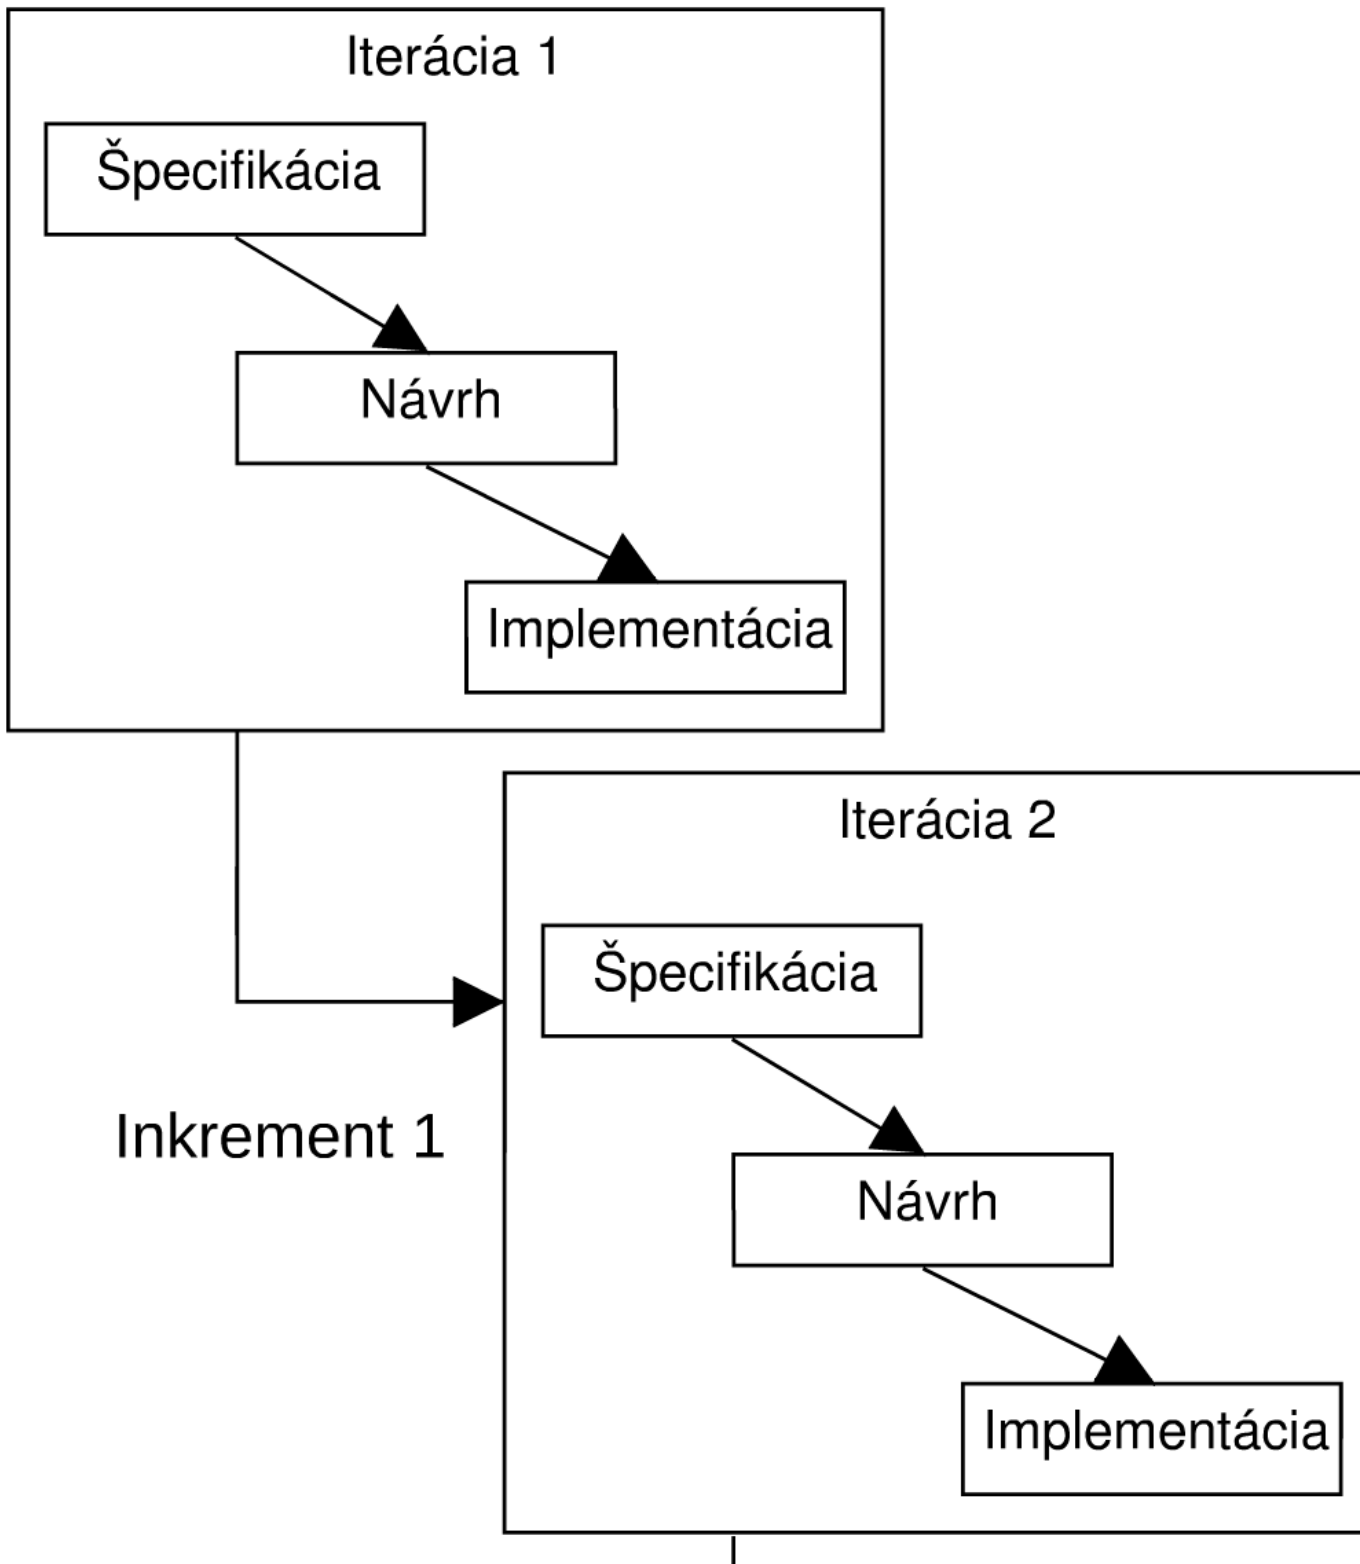 Iterácia 1
Špecifikácia
Návrh
Implementácia
Iterácia 2
Špecifikácia
Inkrement 1
Návrh
Implementácia